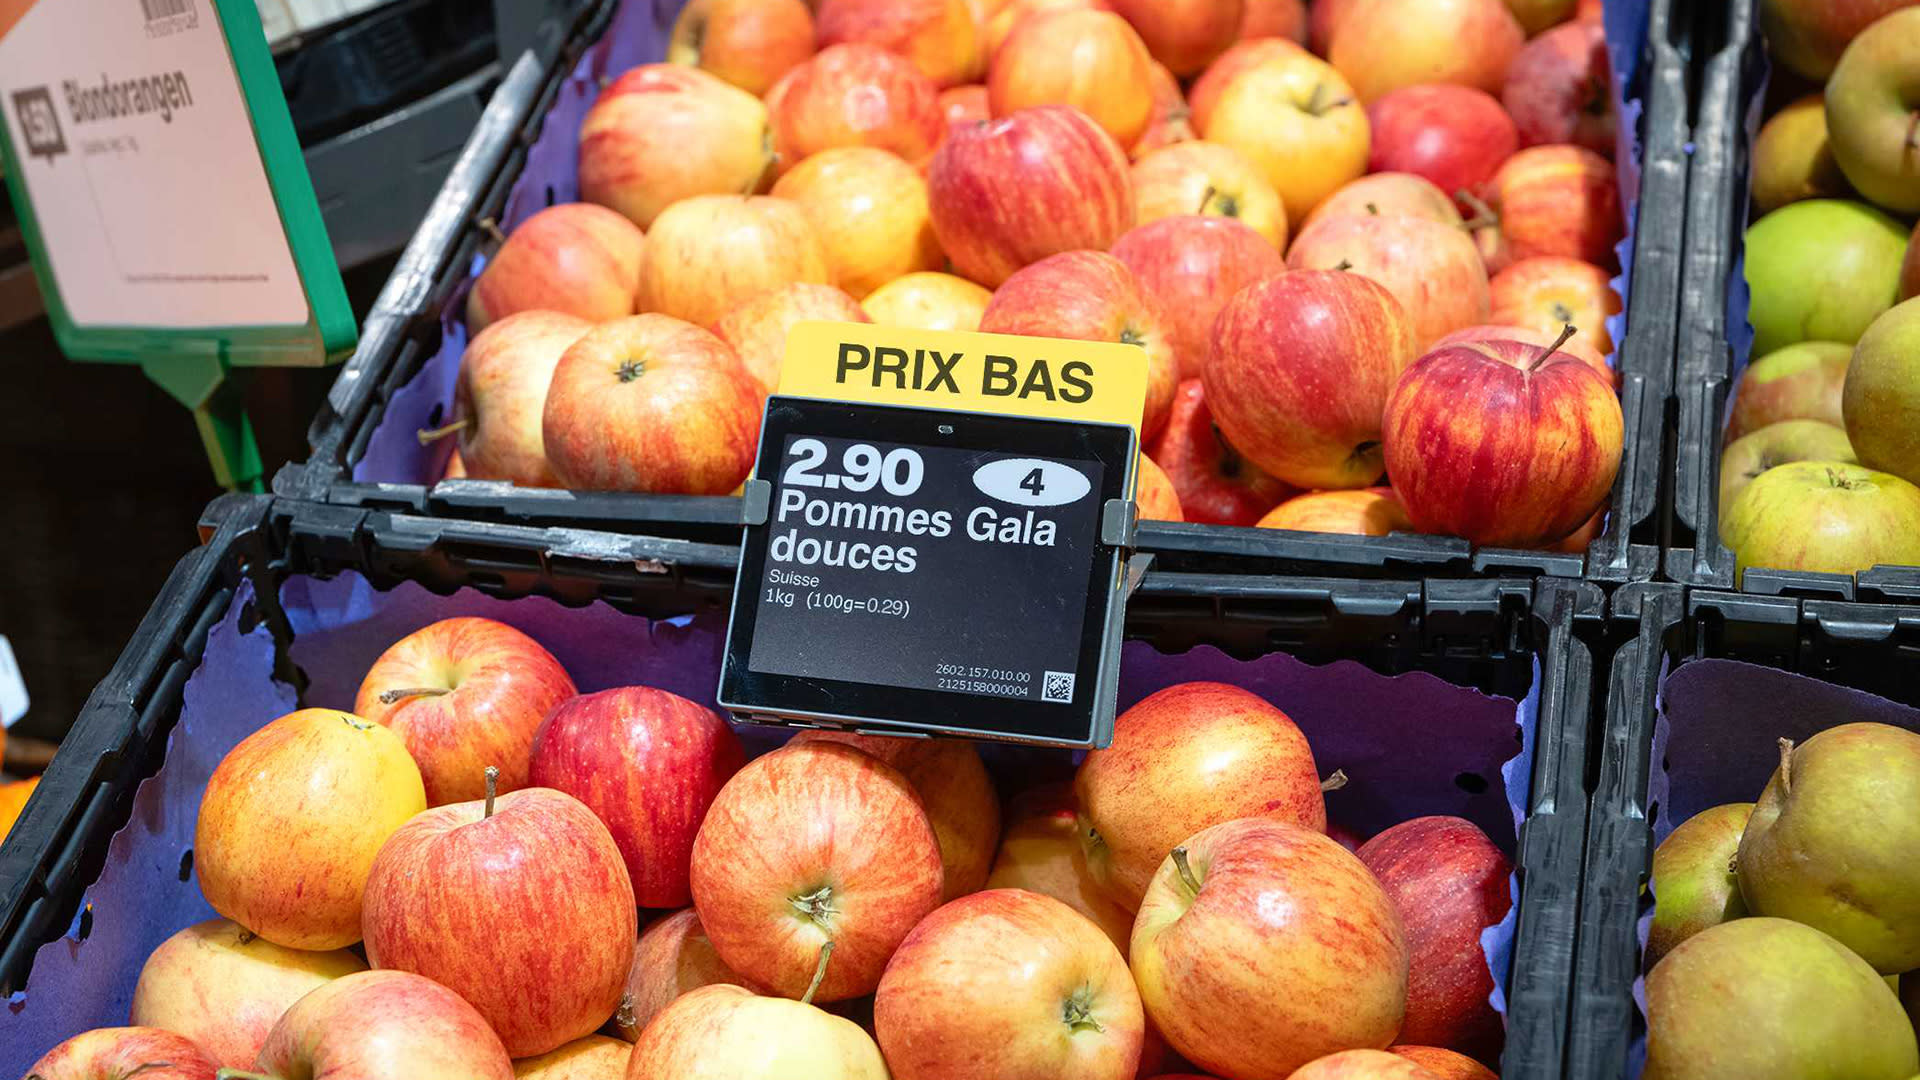 Blondorangen
PRIX BAS
2.90
4
Pommes Gala
douces
Suisse
1kg (100g=0.29)
2602.157.010.00
2125158000004